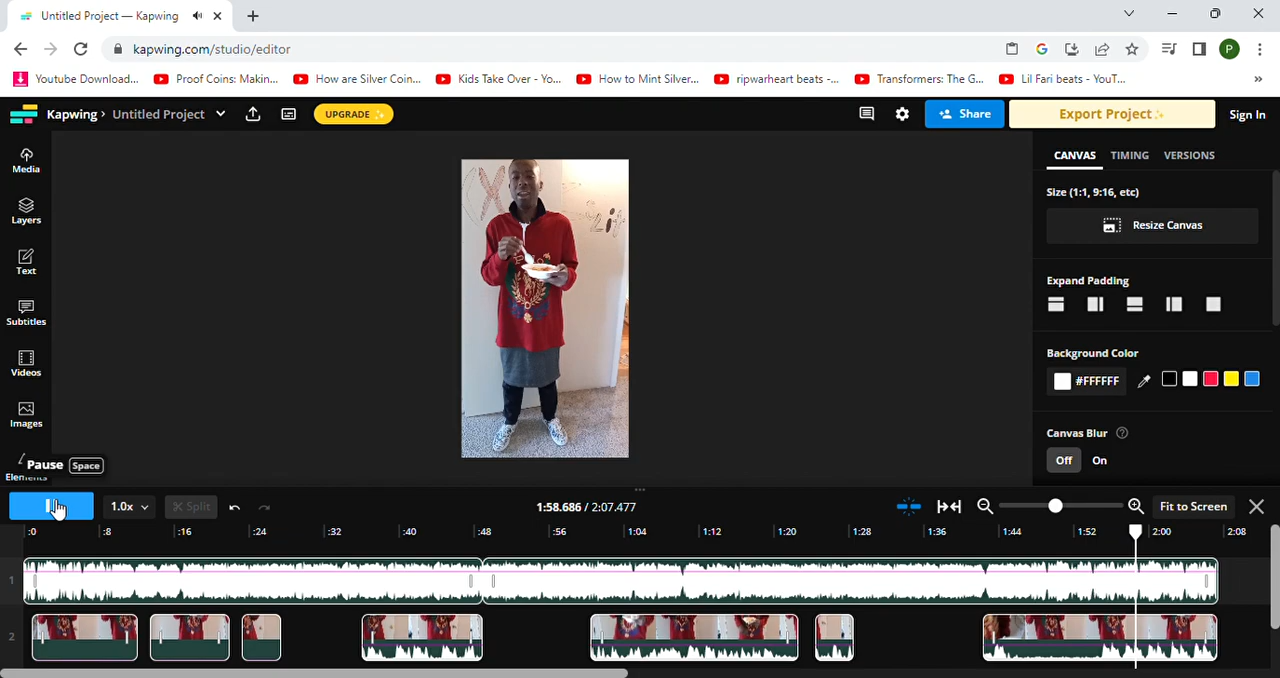 Untitled Project — Kapwing
kapwing.com/studio/editor
P
Youtube Download... Proof Coins: Makin... How are Silver Coin... Kids Take Over - Yo... How to Mint Silver... ripwarheart beats -... Transformers: The G... Lil Fari beats - YouT... »
Kapwing › Untitled Project UPGRADE Share Export Project Sign In
Media
Layers
Text
Subtitles
Videos
Images
Elements
X
Lit
CANVAS TIMING VERSIONS
Size (1:1, 9:16, etc)
Resize Canvas
Expand Padding
Background Color
#FFFFFF
Canvas Blur ?
Off On
Pause Space
1.0x Split 1:58.686 / 2:07.477 Fit to Screen
:0 :8 :16 :24 :32 :40 :48 :56 1:04 1:12 1:20 1:28 1:36 1:44 1:52 2:00 2:08
1
2